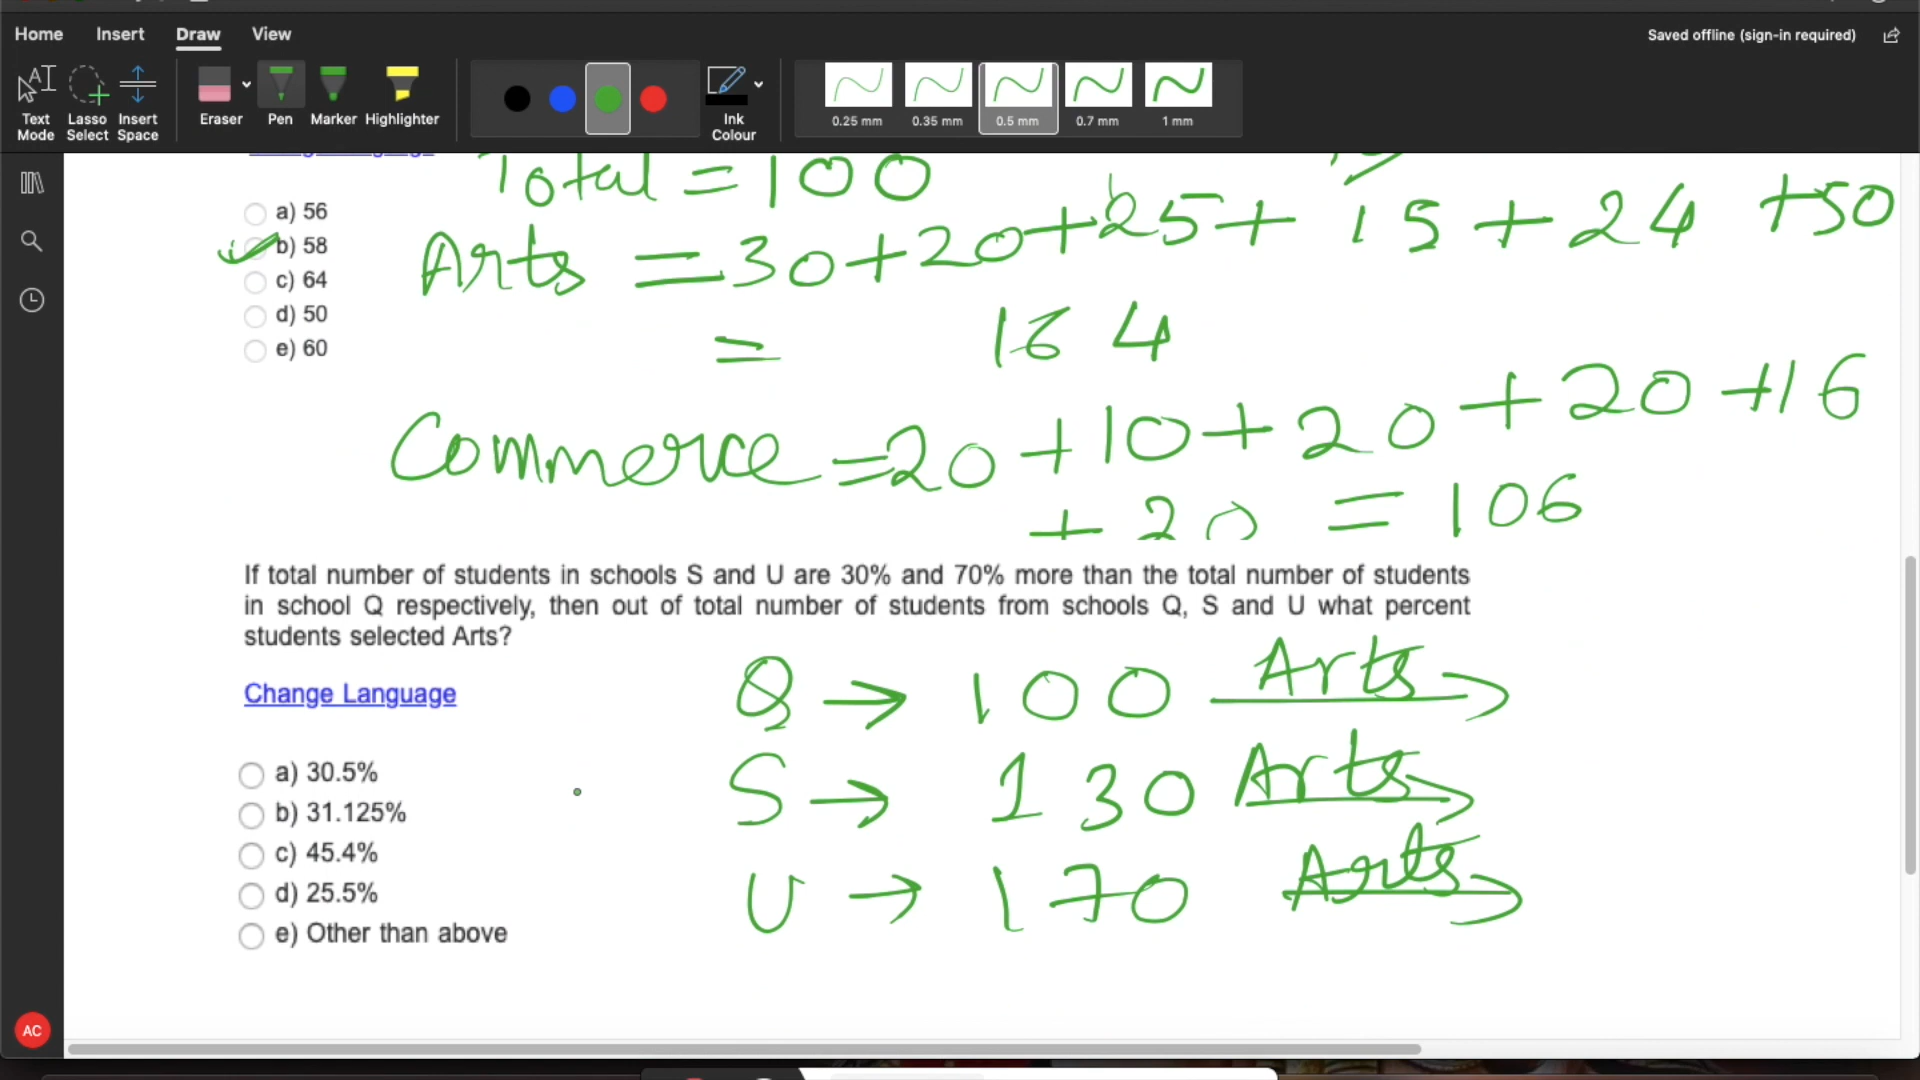 Home Insert Draw View Saved offline (sign-in required)
Text Mode Lasso Select Insert Space Eraser Pen Marker Highlighter Ink Colour 0.25 mm 0.35 mm 0.5 mm 0.7 mm 1 mm
Total = 100
a) 56
b) 58
c) 64
d) 50
e) 60
Arts = 30+20+25+15+24+50
= 164
Commerce = 20+10+20+20+16
+ 20 = 106
If total number of students in schools S and U are 30% and 70% more than the total number of students
in school Q respectively, then out of total number of students from schools Q, S and U what percent
students selected Arts?
Change Language
a) 30.5%
b) 31.125%
c) 45.4%
d) 25.5%
e) Other than above
Q → 100 Arts →
S → 130 Arts →
U → 170 Arts →
AC